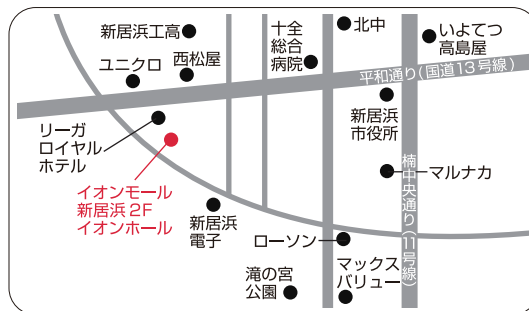 新居浜工高
西松屋
ユニクロ
十全
総合
病院
北中
いよてつ
高島屋
平和通り(国道13号線)
新居浜
市役所
リーガ
ロイヤル
ホテル
イオンモール
新居浜2F
イオンホール
新居浜
電子
マルナカ
楠中央通り(11号線)
ローソン
滝の宮
公園
マックス
バリュー